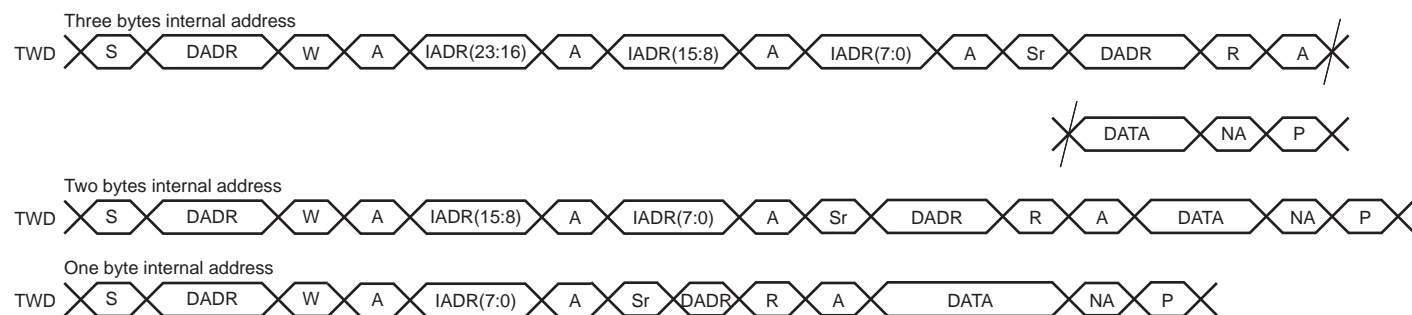 Three bytes internal address
TWD S DADR W A IADR(23:16) A IADR(15:8) A IADR(7:0) A Sr DADR R A
DATA NA P
Two bytes internal address
TWD S DADR W A IADR(15:8) A IADR(7:0) A Sr DADR R A DATA NA P
One byte internal address
TWD S DADR W A IADR(7:0) A Sr DADR R A DATA NA P